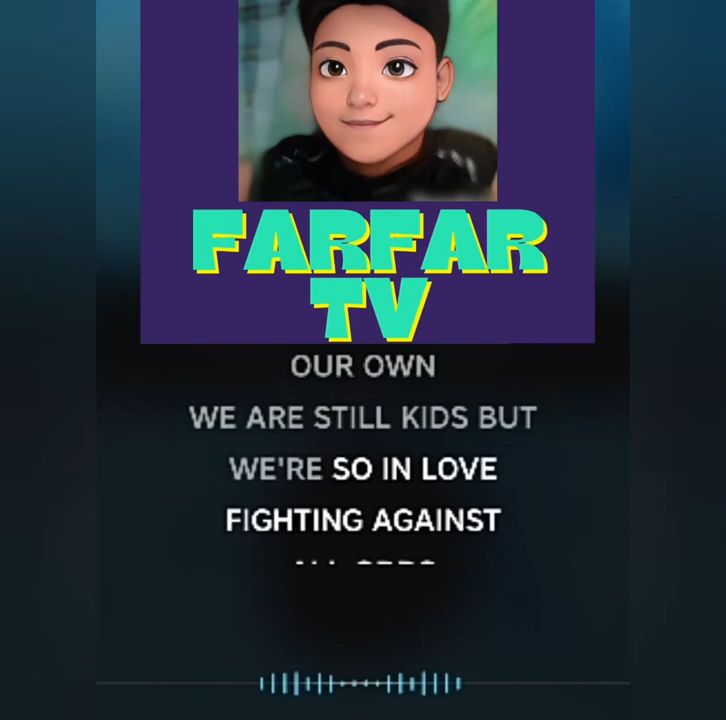 FARFAR
TV
OUR OWN
WE ARE STILL KIDS BUT
WE'RE SO IN LOVE
FIGHTING AGAINST